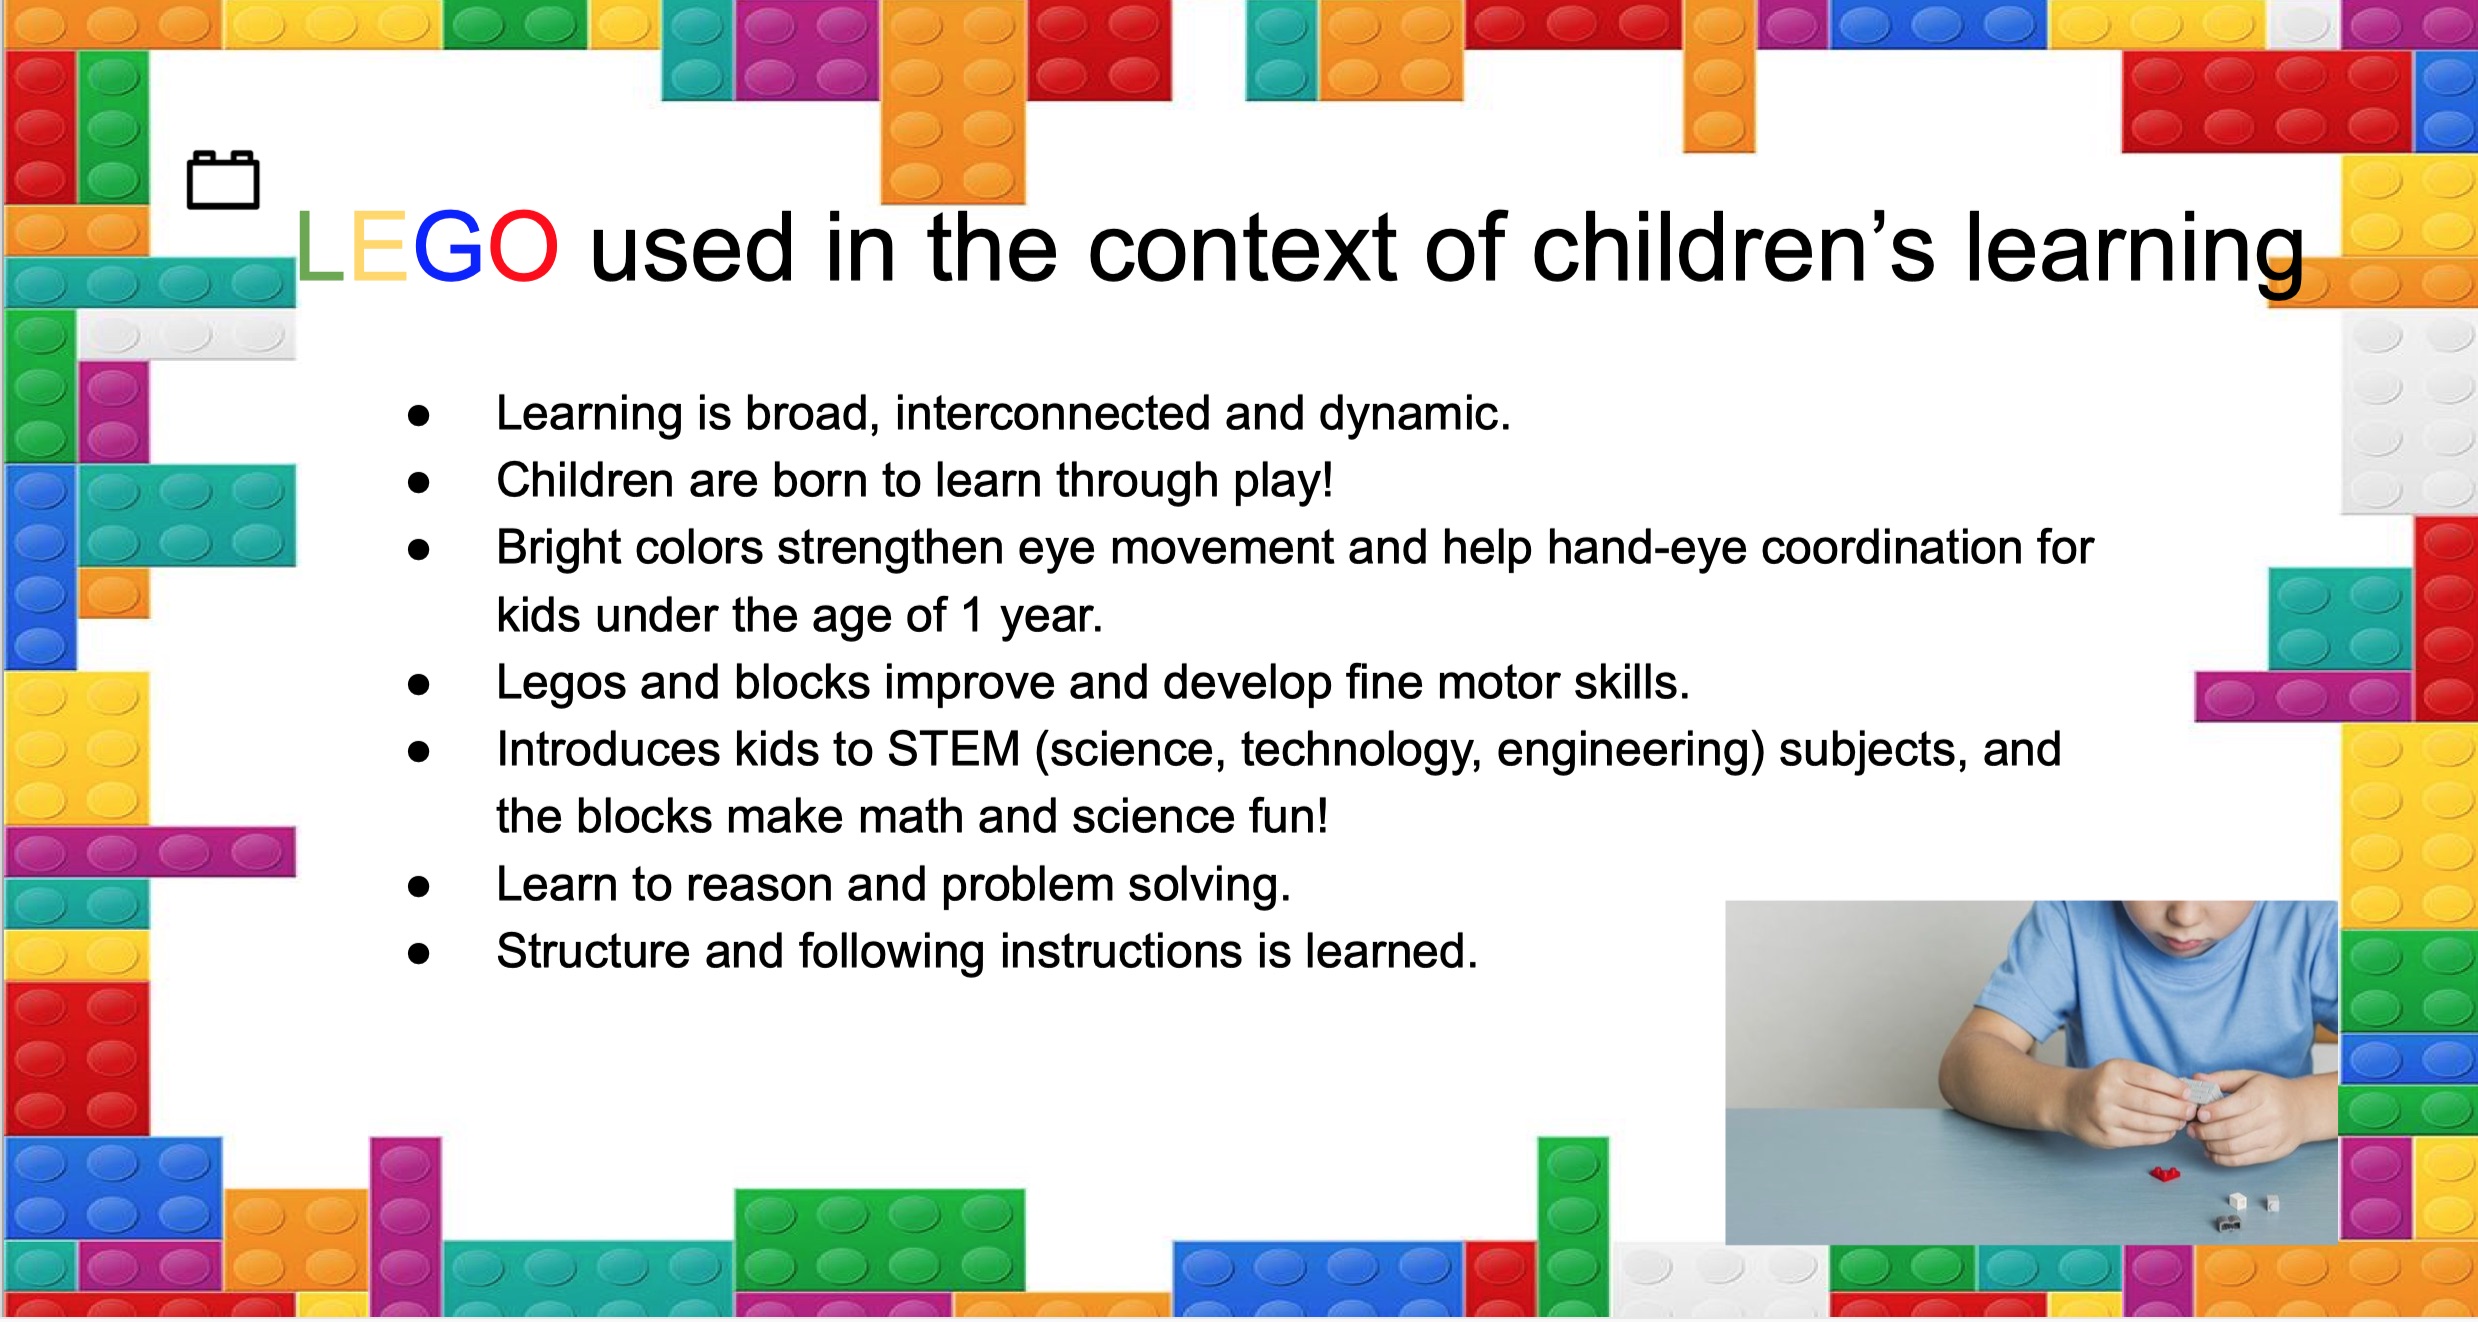 LEGO used in the context of children’s learning
● Learning is broad, interconnected and dynamic.
● Children are born to learn through play!
● Bright colors strengthen eye movement and help hand-eye coordination for
kids under the age of 1 year.
● Legos and blocks improve and develop fine motor skills.
● Introduces kids to STEM (science, technology, engineering) subjects, and
the blocks make math and science fun!
● Learn to reason and problem solving.
● Structure and following instructions is learned.